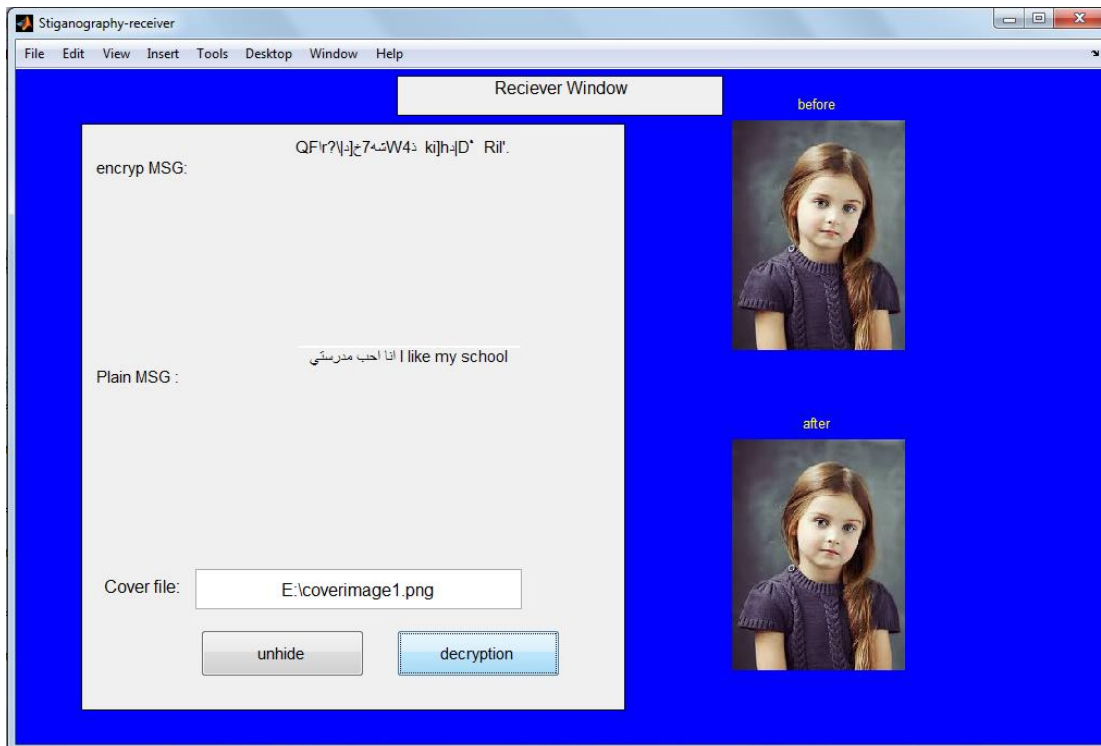 Stiganography-receiver
File Edit View Insert Tools Desktop Window Help
Reciever Window
before
encryp MSG:
Plain MSG :
انا احب مدرستي I like my school
after
Cover file:
E:\coverimage1.png
unhide
decryption